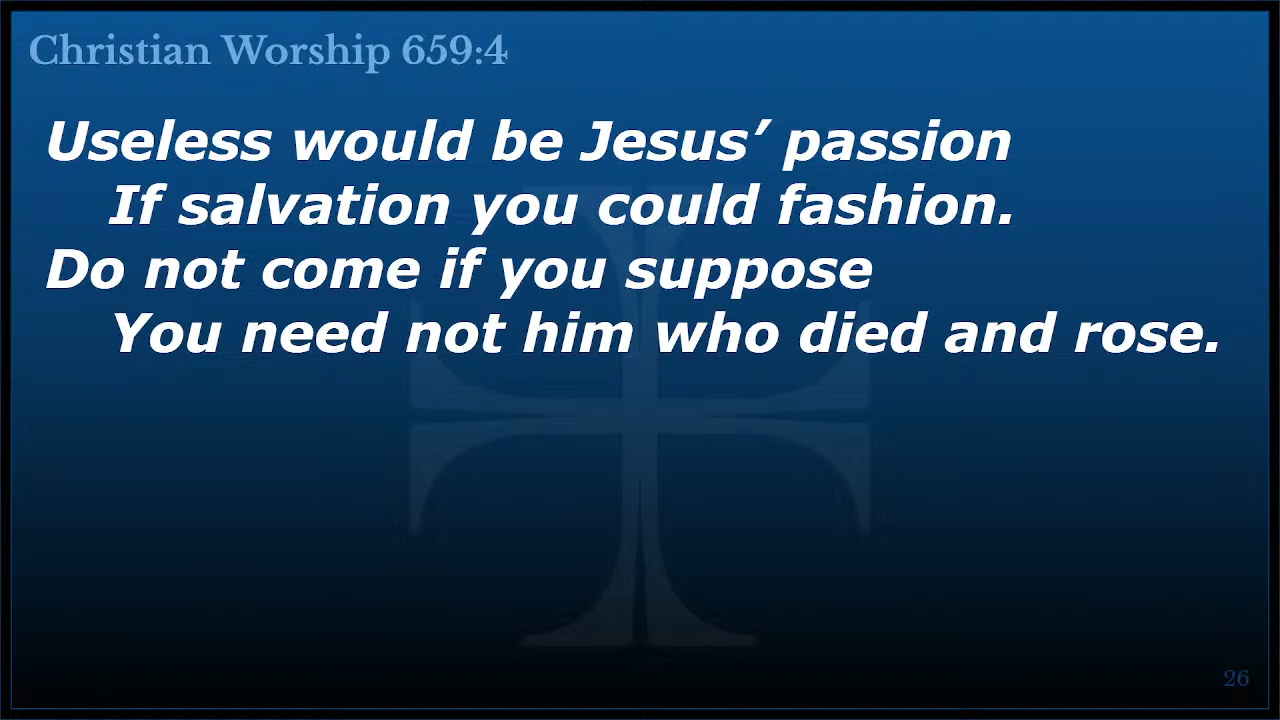 Christian Worship 659:4
Useless would be Jesus’ passion
If salvation you could fashion.
Do not come if you suppose
You need not him who died and rose.
26